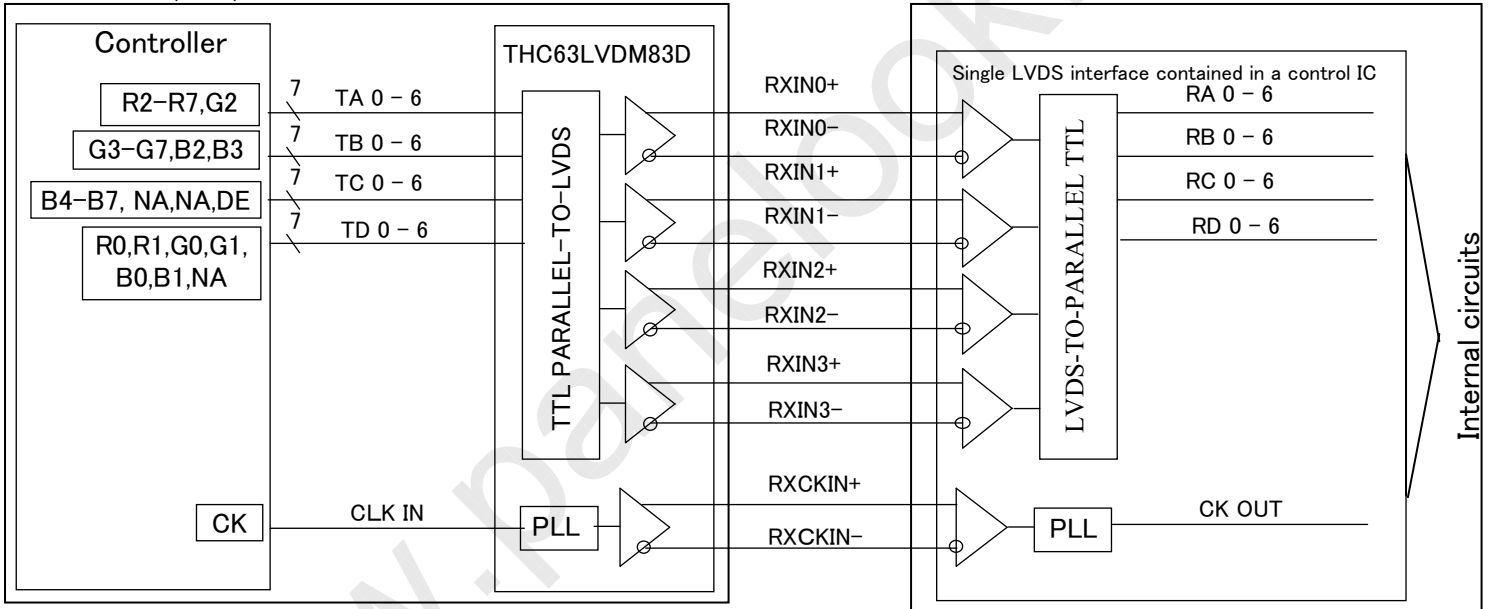 Controller
R2-R7,G2
G3-G7,B2,B3
B4-B7, NA,NA,DE
R0,R1,G0,G1,
B0,B1,NA
CK
7
TA 0 - 6
7
TB 0 - 6
7
TC 0 - 6
7
TD 0 - 6
CLK IN
THC63LVDM83D
TTL PARALLEL-TO-LVDS
PLL
RXIN0+
RXIN0-
RXIN1+
RXIN1-
RXIN2+
RXIN2-
RXIN3+
RXIN3-
RXCKIN+
RXCKIN-
Single LVDS interface contained in a control IC
LVDS-TO-PARALLEL TTL
PLL
RA 0 - 6
RB 0 - 6
RC 0 - 6
RD 0 - 6
CK OUT
Internal circuits
w.panelook.